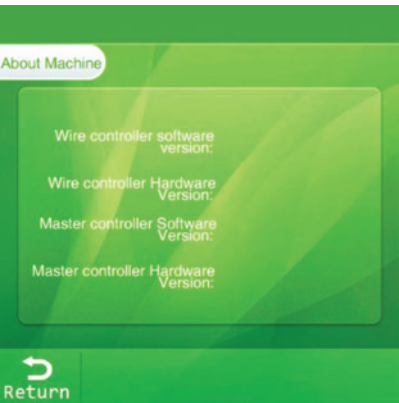 About Machine
Wire controller software
version:
Wire controller Hardware
Version:
Master controller Software
Version:
Master controller Hardware
Version:
Return